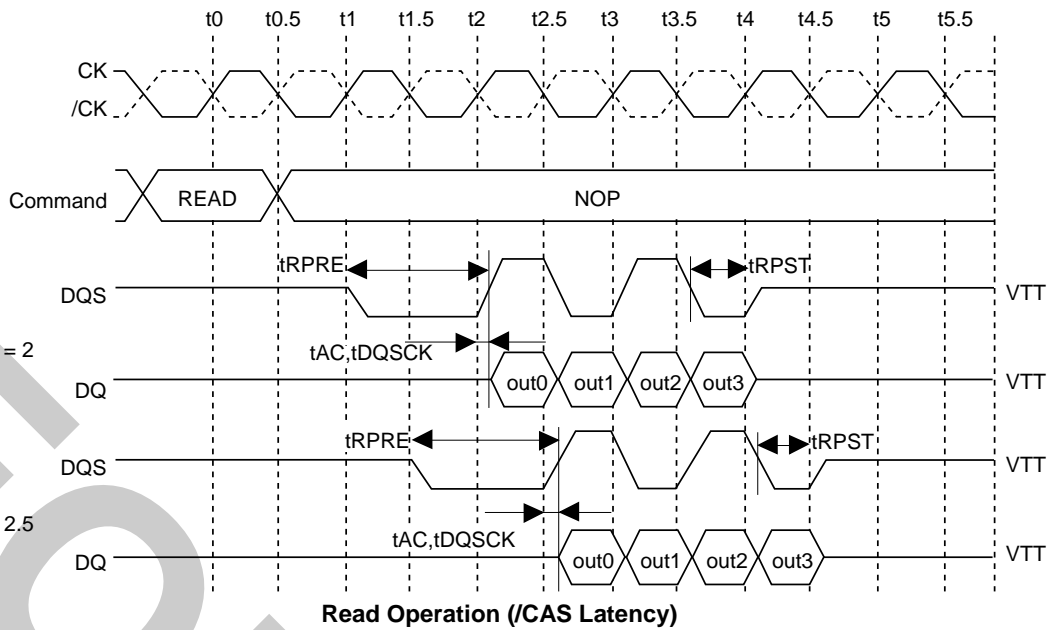 t0 t0.5 t1 t1.5 t2 t2.5 t3 t3.5 t4 t4.5 t5 t5.5
CK
/CK
Command READ NOP
tRPRE tRPST
DQS VTT
= 2 tAC,tDQSCK
DQ out0 out1 out2 out3 VTT
tRPRE tRPST
DQS VTT
2.5 tAC,tDQSCK
DQ out0 out1 out2 out3 VTT
Read Operation (/CAS Latency)